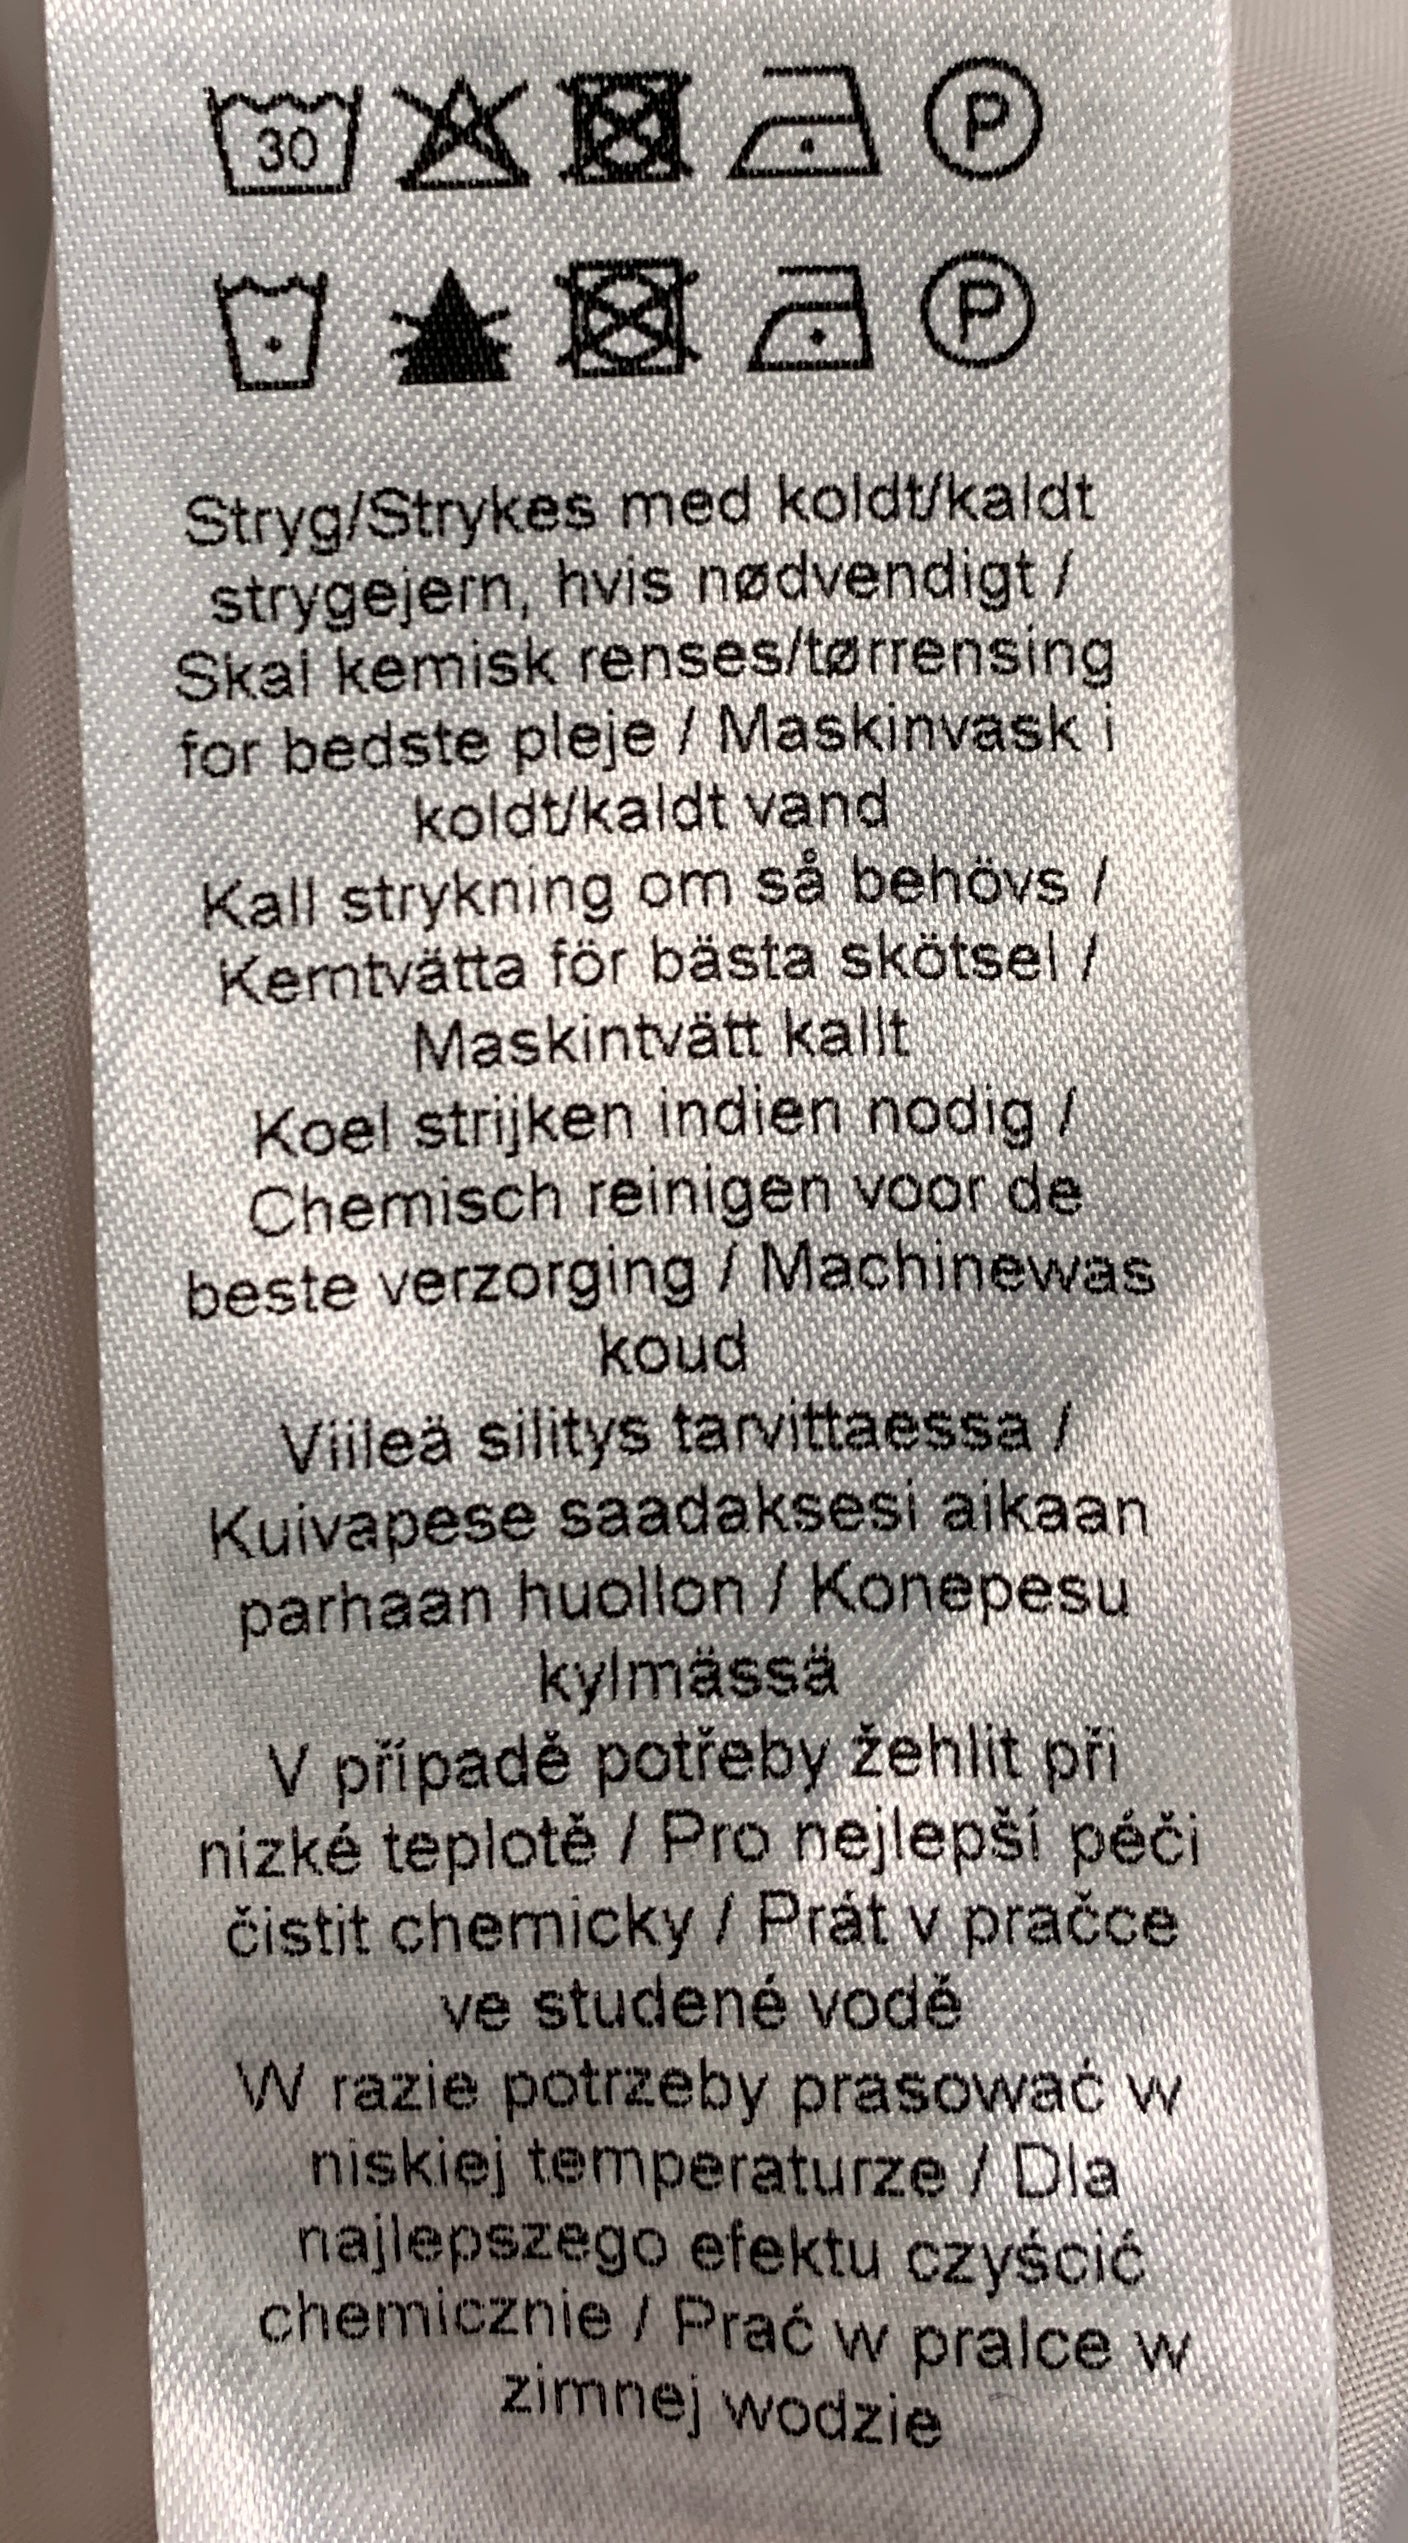 30
P
P
Stryg/Strykes med koldt/kaldt
strygejern, hvis nødvendigt /
Skal kemisk renses/tørrensing
for bedste pleje / Maskinvask i
koldt/kaldt vand
Kall strykning om så behövs /
Kemtvätta för bästa skötsel /
Maskintvätt kallt
Koel strijken indien nodig /
Chemisch reinigen voor de
beste verzorging / Machinewas
koud
Viileä silitys tarvittaessa /
Kuivapese saadaksesi aikaan
parhaan huollon / Konepesu
kylmässä
V případě potřeby žehlit při
nízké teplotě / Pro nejlepší péči
čistit chemicky / Prát v pračce
ve studené vodě
W razie potrzeby prasować w
niskiej temperaturze / Dla
najlepszego efektu czyścić
chemicznie / Prać w pralce w
zimnej wodzie